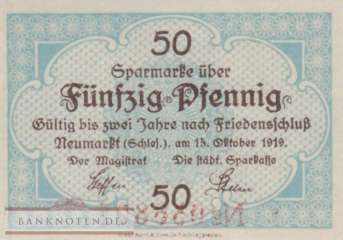 50
Sparmarke über
Fünfzig Pfennig
Gültig bis zwei Jahre nach Friedensschluß
Neumarkt (Schles.), am 15. Oktober 1919.
Der Magistrat Die städt. Sparkasse
50
BANKNOTEN.DE